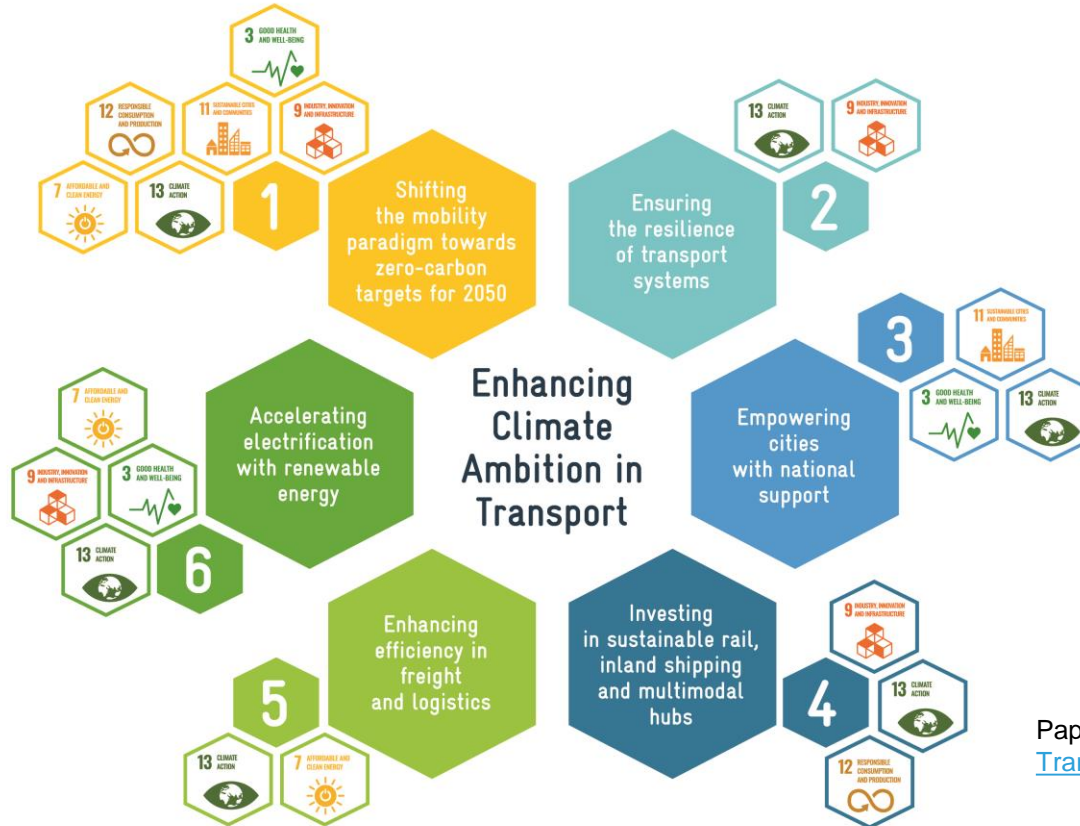 3 GOOD HEALTH
AND WELL-BEING
12 RESPONSIBLE
CONSUMPTION
AND PRODUCTION
11 SUSTAINABLE CITIES
AND COMMUNITIES
9 INDUSTRY, INNOVATION
AND INFRASTRUCTURE
7 AFFORDABLE AND
CLEAN ENERGY
13 CLIMATE
ACTION
1
Shifting
the mobility
paradigm towards
zero-carbon
targets for 2050
13 CLIMATE
ACTION
9 INDUSTRY, INNOVATION
AND INFRASTRUCTURE
2
Ensuring
the resilience
of transport
systems
3
11 SUSTAINABLE CITIES
AND COMMUNITIES
3 GOOD HEALTH
AND WELL-BEING
13 CLIMATE
ACTION
Empowering
cities
with national
support
Enhancing
Climate
Ambition in
Transport
7 AFFORDABLE AND
CLEAN ENERGY
9 INDUSTRY, INNOVATION
AND INFRASTRUCTURE
3 GOOD HEALTH
AND WELL-BEING
13 CLIMATE
ACTION
6
Accelerating
electrification
with renewable
energy
5
13 CLIMATE
ACTION
7 AFFORDABLE AND
CLEAN ENERGY
Enhancing
efficiency in
freight
and logistics
Investing
in sustainable rail,
inland shipping
and multimodal
hubs
9 INDUSTRY, INNOVATION
AND INFRASTRUCTURE
4
13 CLIMATE
ACTION
12 RESPONSIBLE
CONSUMPTION
AND PRODUCTION
Pap
Tran